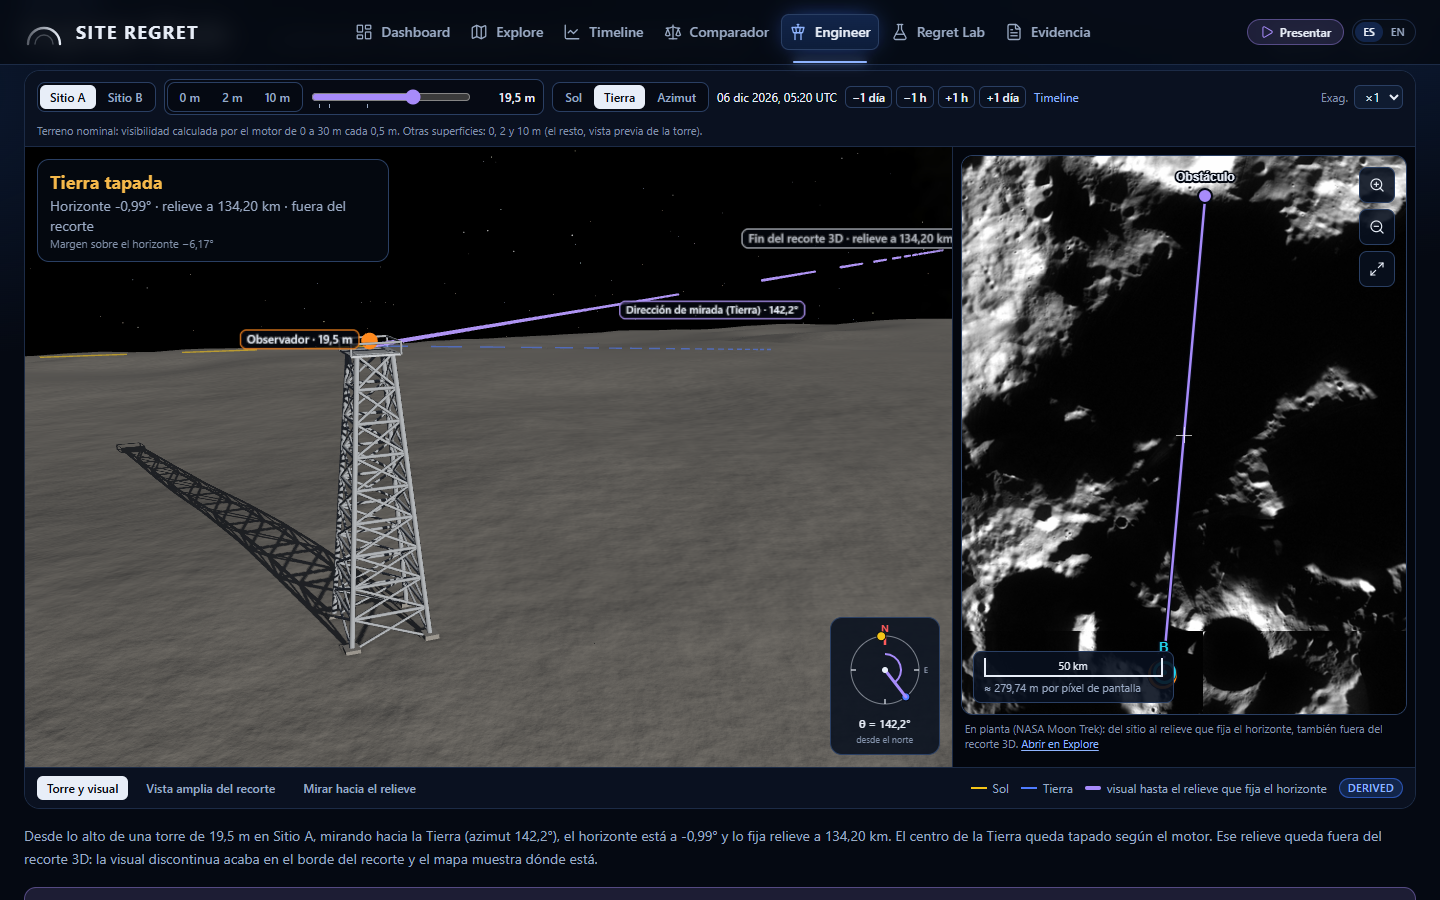 SITE REGRET
Dashboard
Explore
Timeline
Comparador
Engineer
Regret Lab
Evidencia
Presentar
ES
EN
Sitio A
Sitio B
0 m
2 m
10 m
19,5 m
Sol
Tierra
Azimut
06 dic 2026, 05:20 UTC
−1 día
−1 h
+1 h
+1 día
Timeline
Exag.
×1
Terreno nominal: visibilidad calculada por el motor de 0 a 30 m cada 0,5 m. Otras superficies: 0, 2 y 10 m (el resto, vista previa de la torre).
Tierra tapada
Horizonte -0,99° · relieve a 134,20 km · fuera del
recorte
Margen sobre el horizonte −6,17°
Fin del recorte 3D · relieve a 134,20 km
Dirección de mirada (Tierra) · 142,2°
Observador · 19,5 m
N
E
θ = 142,2°
desde el norte
Obstáculo
B
50 km
≈ 279,74 m por píxel de pantalla
En planta (NASA Moon Trek): del sitio al relieve que fija el horizonte, también fuera del
recorte 3D. Abrir en Explore
Torre y visual
Vista amplia del recorte
Mirar hacia el relieve
Sol
Tierra
visual hasta el relieve que fija el horizonte
DERIVED
Desde lo alto de una torre de 19,5 m en Sitio A, mirando hacia la Tierra (azimut 142,2°), el horizonte está a -0,99° y lo fija relieve a 134,20 km. El centro de la Tierra queda tapado según el motor. Ese relieve queda fuera del
recorte 3D: la visual discontinua acaba en el borde del recorte y el mapa muestra dónde está.